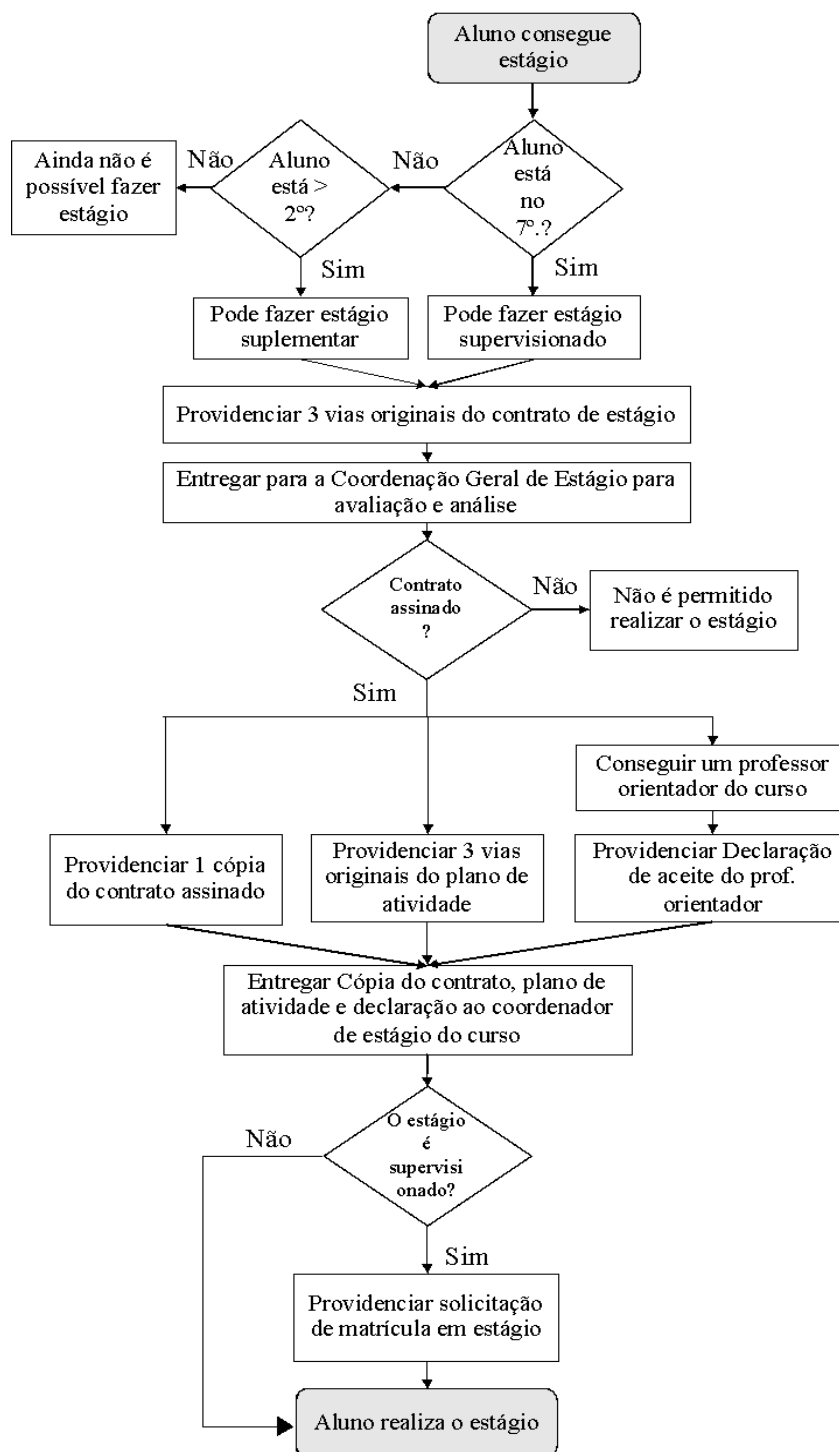 Aluno consegue
estágio
Aluno
está
no
7º.?
Não
Aluno
está >
2º?
Não
Ainda não é
possível fazer
estágio
Sim
Sim
Pode fazer estágio
suplementar
Pode fazer estágio
supervisionado
Providenciar 3 vias originais do contrato de estágio
Entregar para a Coordenação Geral de Estágio para
avaliação e análise
Contrato
assinado
?
Não
Não é permitido
realizar o estágio
Sim
Conseguir um professor
orientador do curso
Providenciar 1 cópia
do contrato assinado
Providenciar 3 vias
originais do plano de
atividade
Providenciar Declaração
de aceite do prof.
orientador
Entregar Cópia do contrato, plano de
atividade e declaração ao coordenador
de estágio do curso
O estágio
é
supervisi
onado?
Não
Sim
Providenciar solicitação
de matrícula em estágio
Aluno realiza o estágio